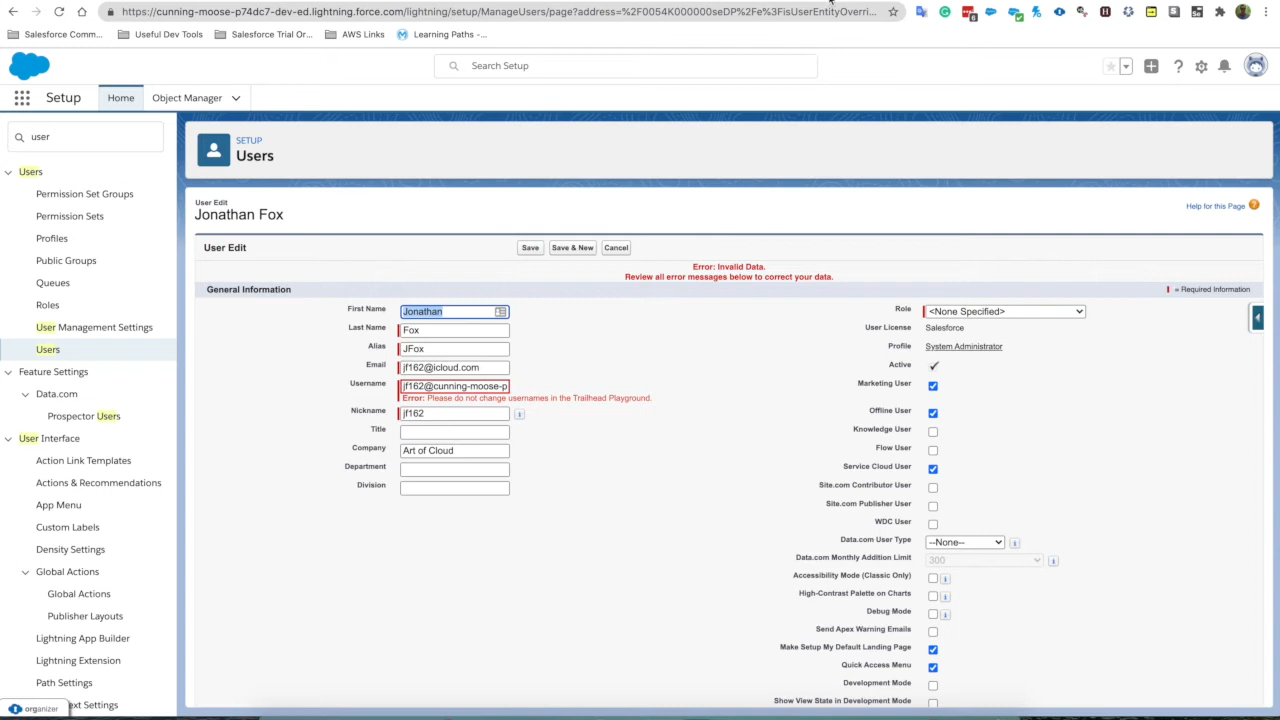 https://cunning-moose-p74dc7-dev-ed.lightning.force.com/lightning/setup/ManageUsers/page?address=%2F0054K000000seDP%2Fe%3FisUserEntityOverri...
6
Salesforce Comm...
Useful Dev Tools
Salesforce Trial Or...
AWS Links
Learning Paths -...
Search Setup
Setup
Home
Object Manager
user
SETUP
Users
Users
Permission Set Groups
Permission Sets
Profiles
Public Groups
Queues
Roles
User Management Settings
Users
Feature Settings
Data.com
Prospector Users
User Interface
Action Link Templates
Actions & Recommendations
App Menu
Custom Labels
Density Settings
Global Actions
Global Actions
Publisher Layouts
Lightning App Builder
Lightning Extension
Path Settings
ext Settings
organizer
User Edit
Jonathan Fox
Help for this Page
User Edit
Save
Save & New
Cancel
Error: Invalid Data.
Review all error messages below to correct your data.
General Information
= Required Information
First Name Jonathan
Last Name Fox
Alias JFox
Email jf162@icloud.com
Username jf162@cunning-moose-p
Error: Please do not change usernames in the Trailhead Playground.
Nickname jf162
Title
Company Art of Cloud
Department
Division
Role <None Specified>
User License Salesforce
Profile System Administrator
Active
Marketing User
Offline User
Knowledge User
Flow User
Service Cloud User
Site.com Contributor User
Site.com Publisher User
WDC User
Data.com User Type --None--
Data.com Monthly Addition Limit 300
Accessibility Mode (Classic Only)
High-Contrast Palette on Charts
Debug Mode
Send Apex Warning Emails
Make Setup My Default Landing Page
Quick Access Menu
Development Mode
Show View State in Development Mode